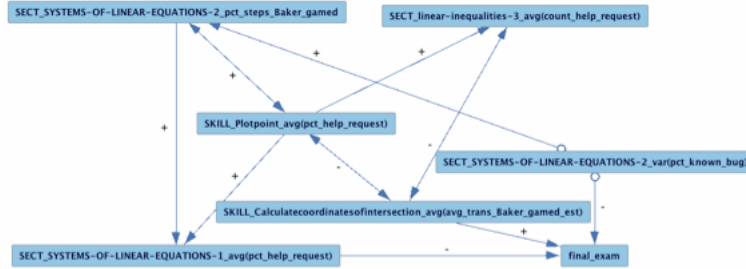 SECT_SYSTEMS-OF-LINEAR-EQUATIONS-2_pct_steps_Baker_gamed
SECT_linear-inequalities-3_avg(count_help_request)
+
+
+
+
SKILL_Plotpoint_avg(pct_help_request)
+
-
SECT_SYSTEMS-OF-LINEAR-EQUATIONS-2_var(pct_known_bug)
+
-
-
SKILL_Calculatecoordinatesofintersection_avg(avg_trans_Baker_gamed_est)
+
SECT_SYSTEMS-OF-LINEAR-EQUATIONS-1_avg(pct_help_request)
-
final_exam